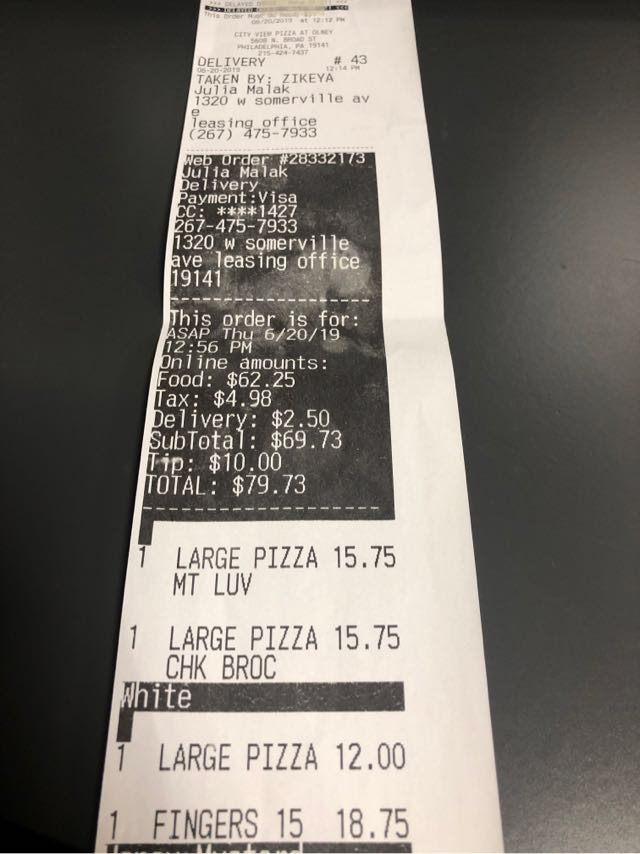 >>> DELAYED
This Order Must Be
06/20/2019 at 12:12 PM
CITY VIEW PIZZA AT OLNEY
5608 N. BROAD ST
PHILADELPHIA, PA 19141
215-424-7437
DELIVERY # 43
06-20-2019 12:14 PM
TAKEN BY: ZIKEYA
Julia Malak
1320 w somerville av
e
leasing office
(267) 475-7933
Web Order #28332173
Julia Malak
Delivery
Payment:Visa
CC: ****1427
267-475-7933
1320 w somerville
ave leasing office
19141
This order is for:
ASAP Thu 6/20/19
12:56 PM
Online amounts:
Food: $62.25
Tax: $4.98
Delivery: $2.50
SubTotal: $69.73
Tip: $10.00
TOTAL: $79.73
1 LARGE PIZZA 15.75
MT LUV
1 LARGE PIZZA 15.75
CHK BROC
White
1 LARGE PIZZA 12.00
1 FINGERS 15 18.75